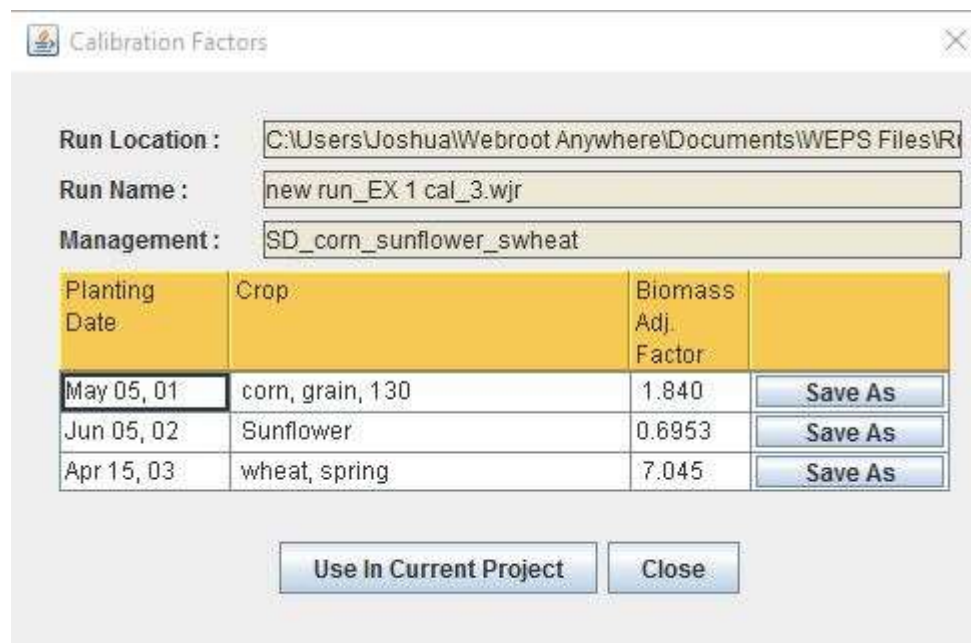 Calibration Factors
Run Location : C:\Users\Joshua\Webroot Anywhere\Documents\WEPS Files\R
Run Name : new run_EX 1 cal_3.wjr
Management : SD_corn_sunflower_swheat
Planting Date Crop Biomass Adj. Factor
May 05, 01 corn, grain, 130 1.840 Save As
Jun 05, 02 Sunflower 0.6953 Save As
Apr 15, 03 wheat, spring 7.045 Save As
Use In Current Project Close